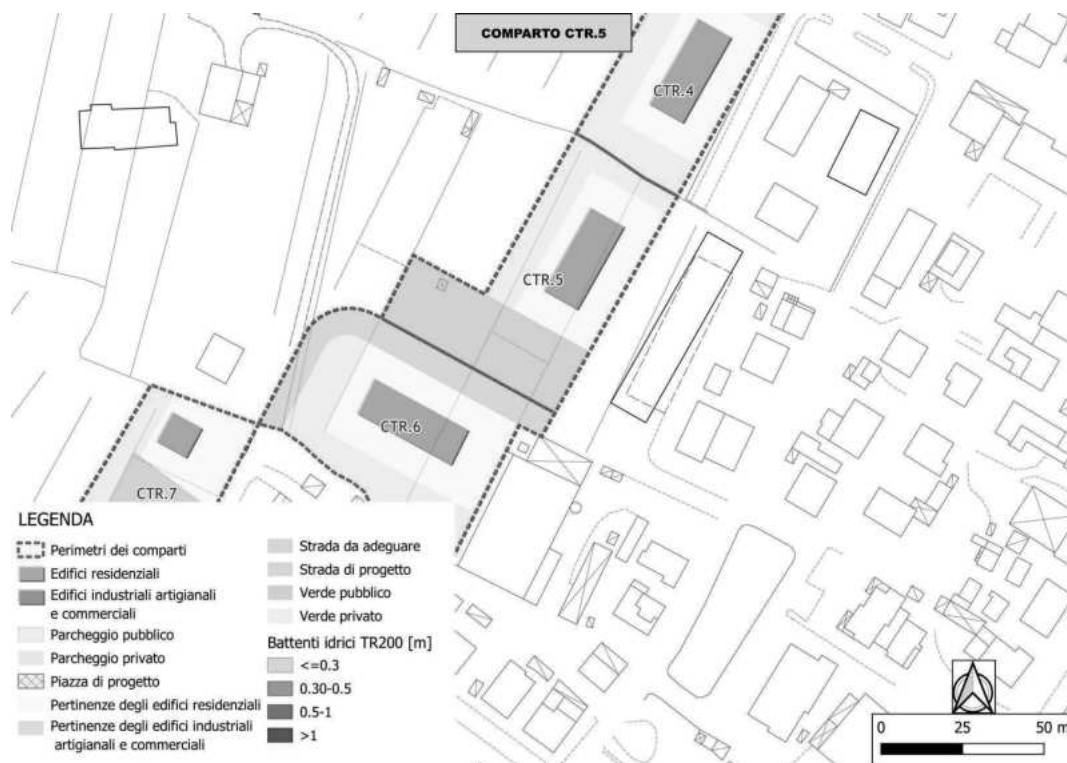 COMPARTO CTR.5
CTR.4
CTR.5
CTR.6
CTR.7
LEGENDA
Perimetri dei comparti
Edifici residenziali
Edifici industriali artigianali
e commerciali
Parcheggio pubblico
Parcheggio privato
Piazza di progetto
Pertinenze degli edifici residenziali
Pertinenze degli edifici industriali
artigianali e commerciali
Strada da adeguare
Strada di progetto
Verde pubblico
Verde privato
Battenti idrici TR200 [m]
<=0.3
0.30-0.5
0.5-1
>1
0 25 50 m